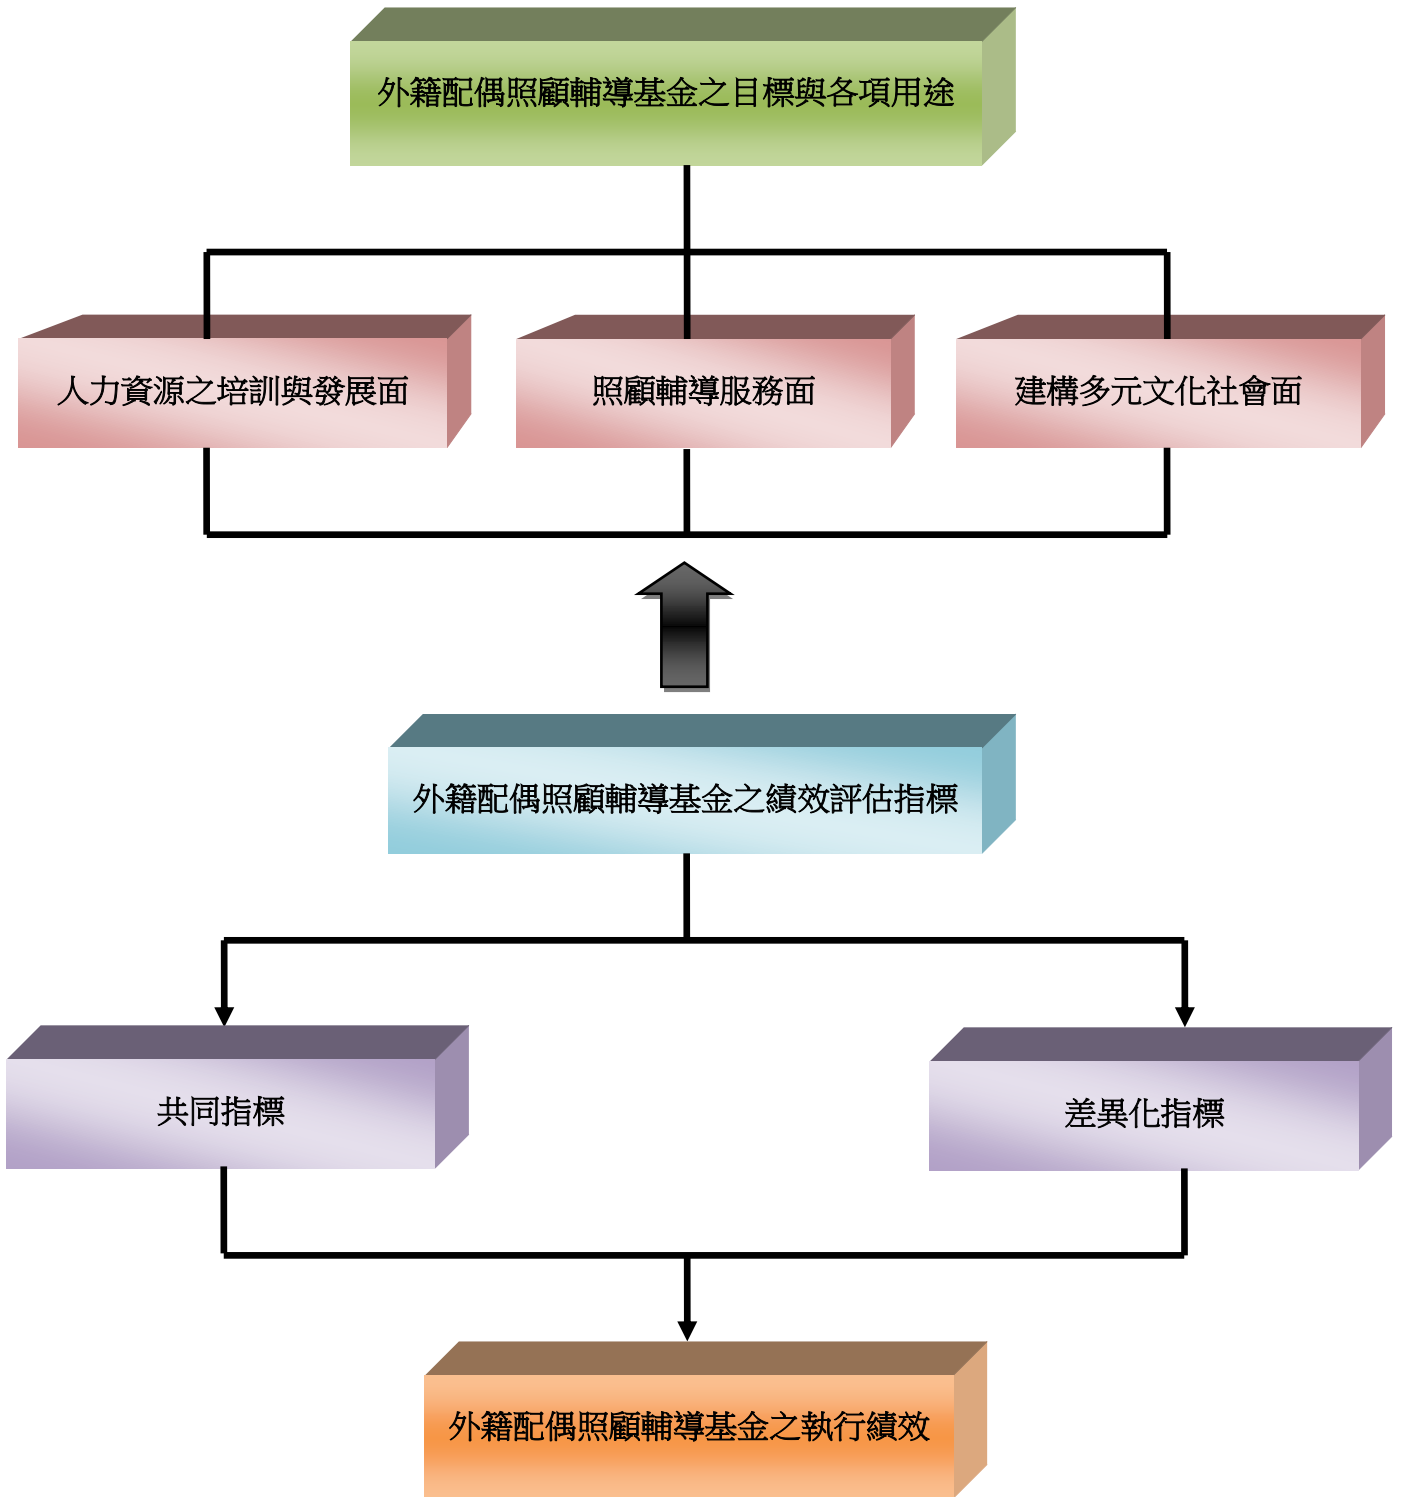 外籍配偶照顧輔導基金之目標與各項用途
人力資源之培訓與發展面
照顧輔導服務面
建構多元文化社會面
外籍配偶照顧輔導基金之績效評估指標
共同指標
差異化指標
外籍配偶照顧輔導基金之執行績效